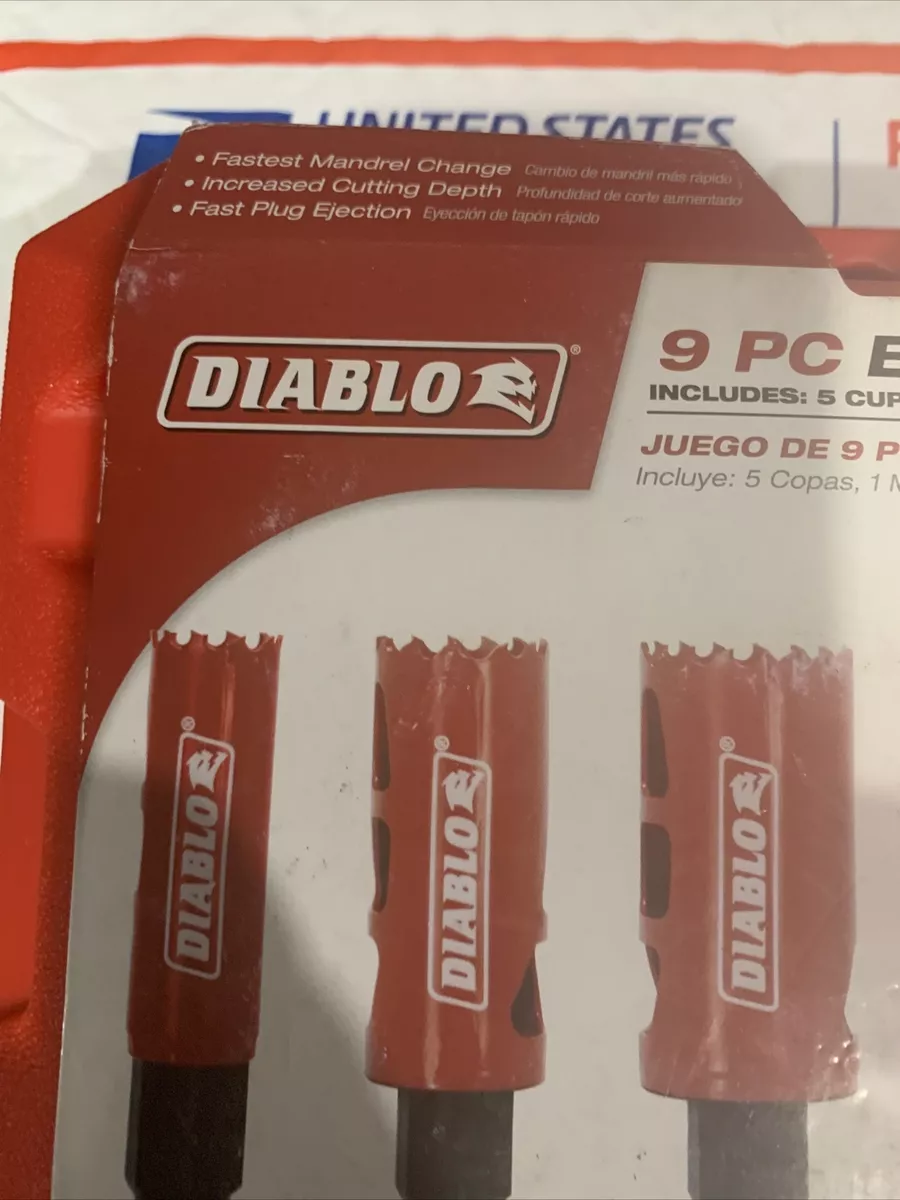 UNITED STATES
• Fastest Mandrel Change Cambio de mandril más rápido
• Increased Cutting Depth Profundidad de corte aumentado
• Fast Plug Ejection Eyección de tapón rápido
DIABLO®
9 PC
INCLUDES: 5 CUP
JUEGO DE 9 P
Incluye: 5 Copas, 1
DIABLO®
DIABLO®
DIABLO®